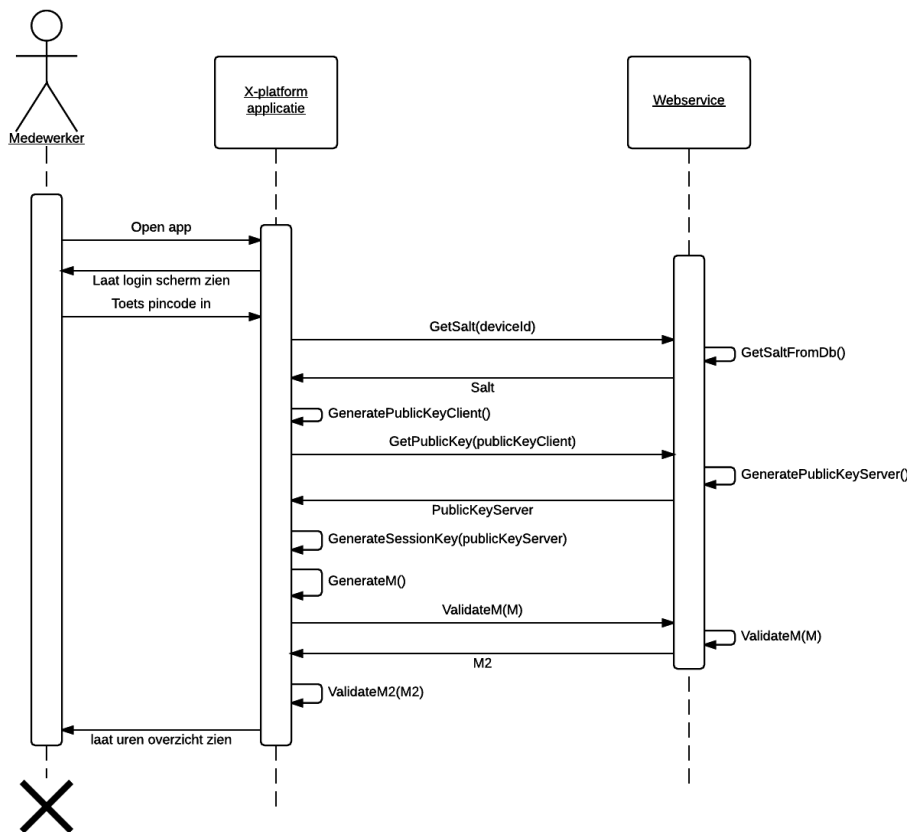 X-platform
applicatie
Webservice
Medewerker
Open app
Laat login scherm zien
Toets pincode in
GetSalt(deviceId)
GetSaltFromDb()
Salt
GeneratePublicKeyClient()
GetPublicKey(publicKeyClient)
GeneratePublicKeyServer()
PublicKeyServer
GenerateSessionKey(publicKeyServer)
GenerateM()
ValidateM(M)
ValidateM(M)
M2
ValidateM2(M2)
laat uren overzicht zien